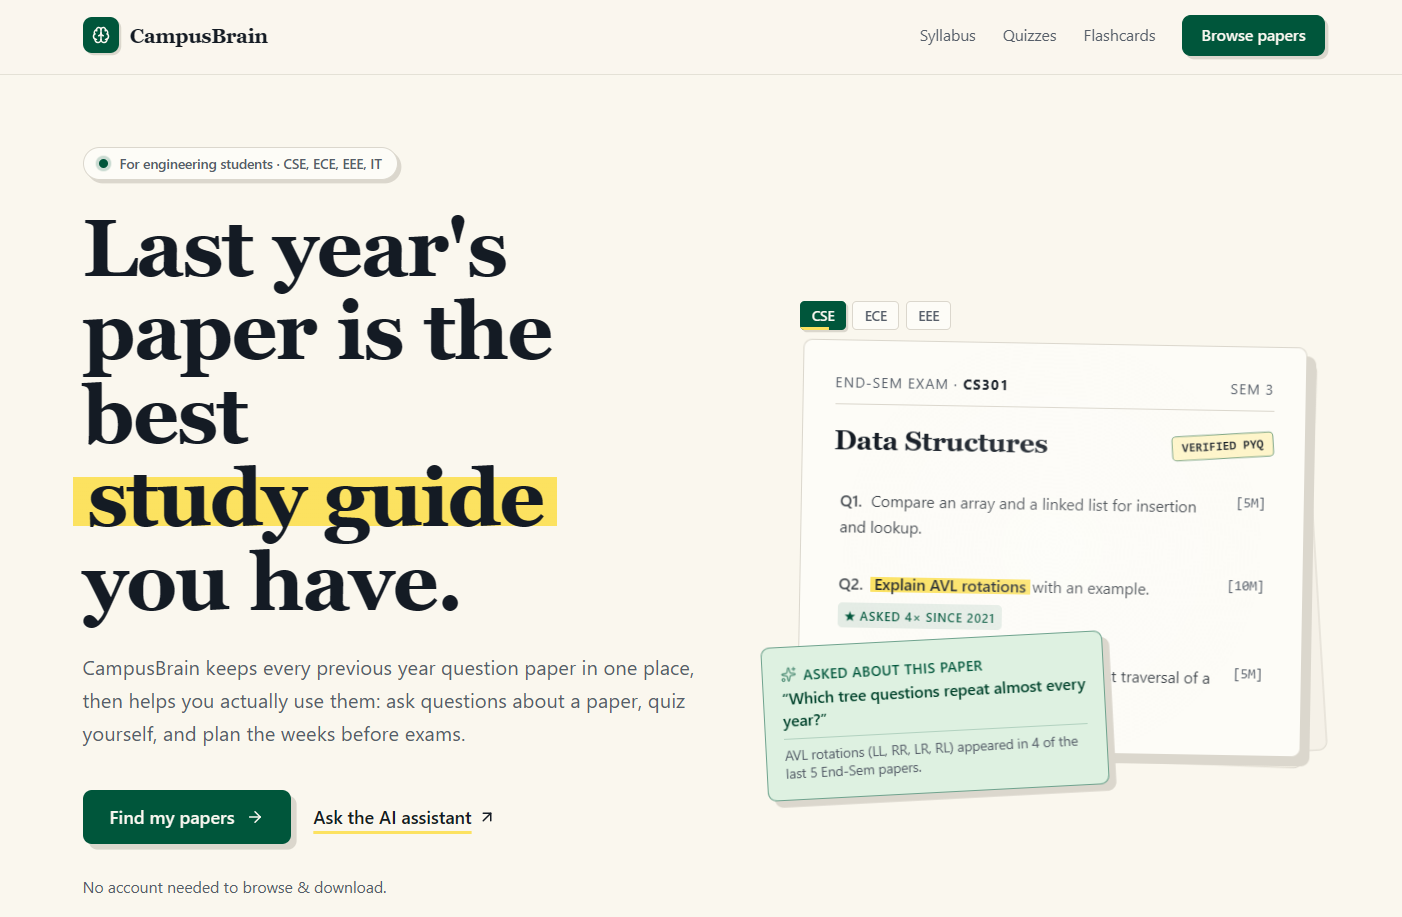 CampusBrain
Syllabus
Quizzes
Flashcards
Browse papers
For engineering students · CSE, ECE, EEE, IT
Last year's
paper is the
best
study guide
you have.
CampusBrain keeps every previous year question paper in one place,
then helps you actually use them: ask questions about a paper, quiz
yourself, and plan the weeks before exams.
Find my papers →
Ask the AI assistant ↗
No account needed to browse & download.
CSE
ECE
EEE
END-SEM EXAM · CS301
SEM 3
Data Structures
VERIFIED PYQ
Q1. Compare an array and a linked list for insertion [5M]
and lookup.
Q2. Explain AVL rotations with an example. [10M]
★ ASKED 4× SINCE 2021
t traversal of a [5M]
ASKED ABOUT THIS PAPER
“Which tree questions repeat almost every
year?”
AVL rotations (LL, RR, LR, RL) appeared in 4 of the
last 5 End-Sem papers.